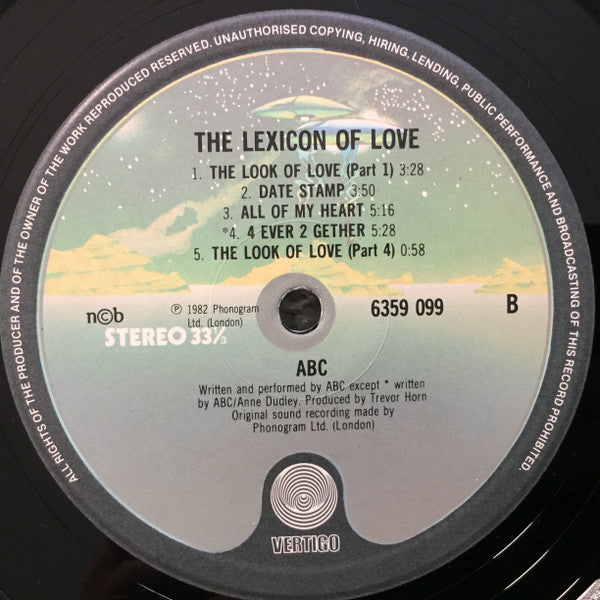 ALL RIGHTS OF THE PRODUCER AND OF THE OWNER OF THE WORK REPRODUCED RESERVED. UNAUTHORISED COPYING, HIRING, LENDING, PUBLIC PERFORMANCE AND BROADCASTING OF THIS RECORD PROHIBITED.
THE LEXICON OF LOVE
1. THE LOOK OF LOVE (Part 1) 3:28
2. DATE STAMP 3:50
3. ALL OF MY HEART 5:16
*4. 4 EVER 2 GETHER 5:28
5. THE LOOK OF LOVE (Part 4) 0:58
n©b
℗ 1982 Phonogram
Ltd. (London)
6359 099 B
STEREO 33⅓
ABC
Written and performed by ABC except * written
by ABC/Anne Dudley. Produced by Trevor Horn
Original sound recording made by
Phonogram Ltd. (London)
VERTIGO